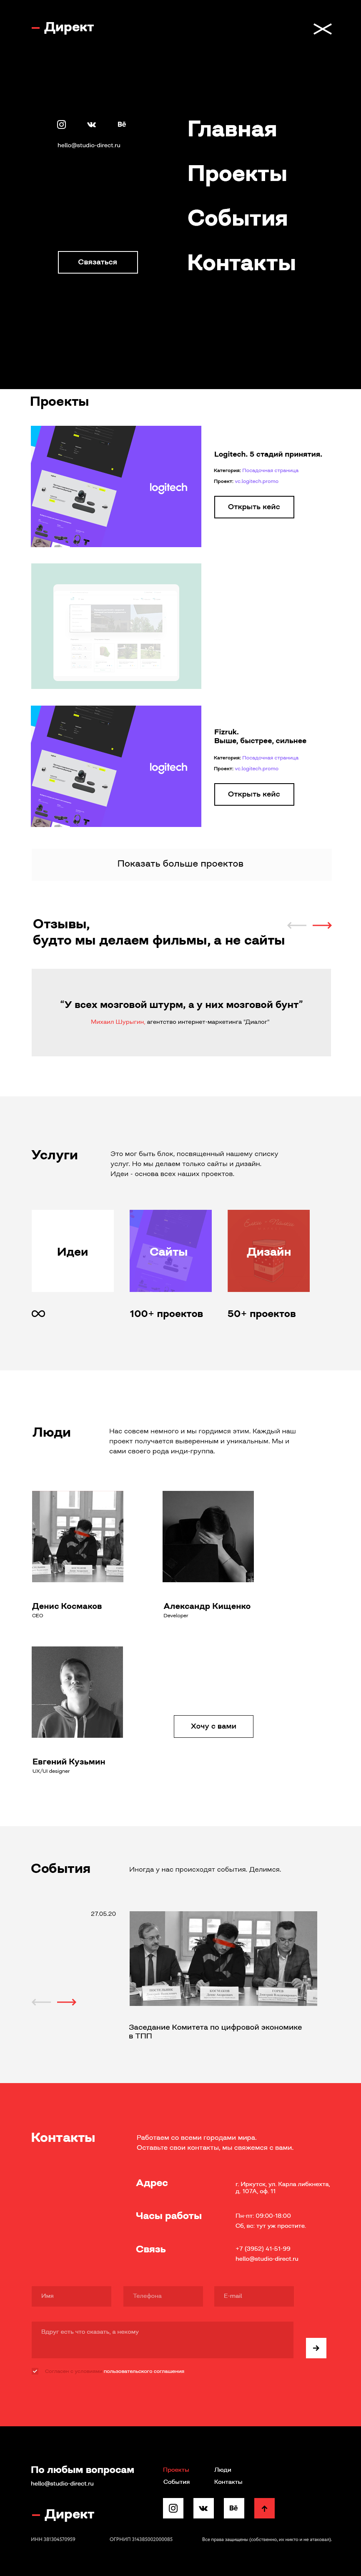 Директ
Bē
hello@studio-direct.ru
Связаться
Главная
Проекты
События
Контакты
Проекты
logitech
Logitech. 5 стадий принятия.
Категория: Посадочная страница
Проект: vc.logitech.promo
Открыть кейс
logitech
Fizruk.
Выше, быстрее, сильнее
Категория: Посадочная страница
Проект: vc.logitech.promo
Открыть кейс
Показать больше проектов
Отзывы,
будто мы делаем фильмы, а не сайты
“У всех мозговой штурм, а у них мозговой бунт”
Михаил Шурыгин, агентство интернет-маркетинга "Диалог"
Услуги
Это мог быть блок, посвященный нашему списку
услуг. Но мы делаем только сайты и дизайн.
Идеи - основа всех наших проектов.
Идеи
Сайты
Дизайн
100+ проектов
50+ проектов
Люди
Нас совсем немного и мы гордимся этим. Каждый наш
проект получается выверенным и уникальным. Мы и
сами своего рода инди-группа.
Денис Космаков
CEO
Александр Кищенко
Developer
Евгений Кузьмин
UX/UI designer
Хочу с вами
События
Иногда у нас происходят события. Делимся.
27.05.20
Заседание Комитета по цифровой экономике
в ТПП
Контакты
Работаем со всеми городами мира.
Оставьте свои контакты, мы свяжемся с вами.
Адрес
г. Иркутск, ул. Карла либкнехта,
д. 107А, оф. 11
Часы работы
Пн-пт: 09:00-18:00
Сб, вс: тут уж простите.
Связь
+7 (3952) 41-51-99
hello@studio-direct.ru
Имя
Телефона
E-mail
Вдруг есть что сказать, а некому
пользовательского соглашения
По любым вопросам
hello@studio-direct.ru
Проекты
Люди
События
Контакты
Директ
Bē
ИНН 381304570959
ОГРНИП 314385002000085
Все права защищены (собственно, их никто и не атаковал).